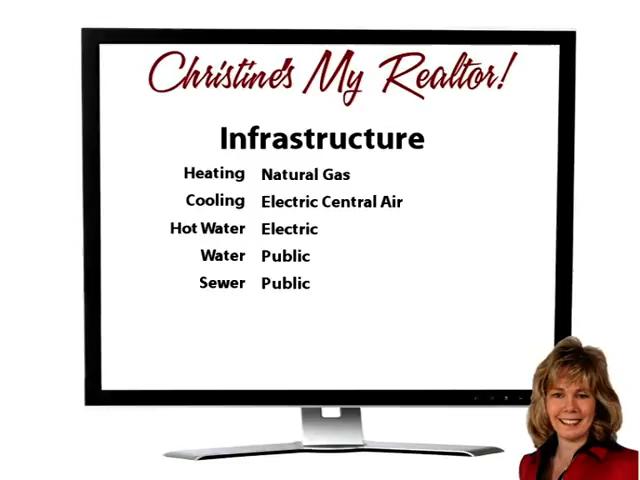 Christine's My Realtor!
Infrastructure
Heating Natural Gas
Cooling Electric Central Air
Hot Water Electric
Water Public
Sewer Public